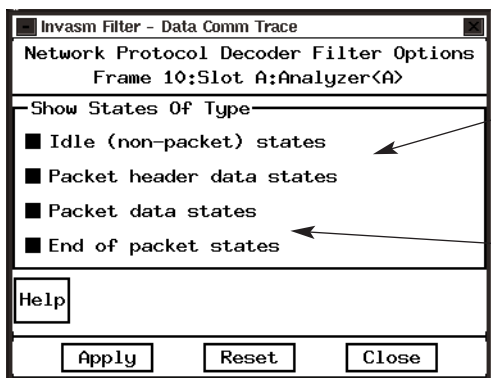 Invasm Filter - Data Comm Trace
Network Protocol Decoder Filter Options
Frame 10:Slot A:Analyzer<A>
Show States Of Type
Idle (non-packet) states
Packet header data states
Packet data states
End of packet states
Help
Apply Reset Close